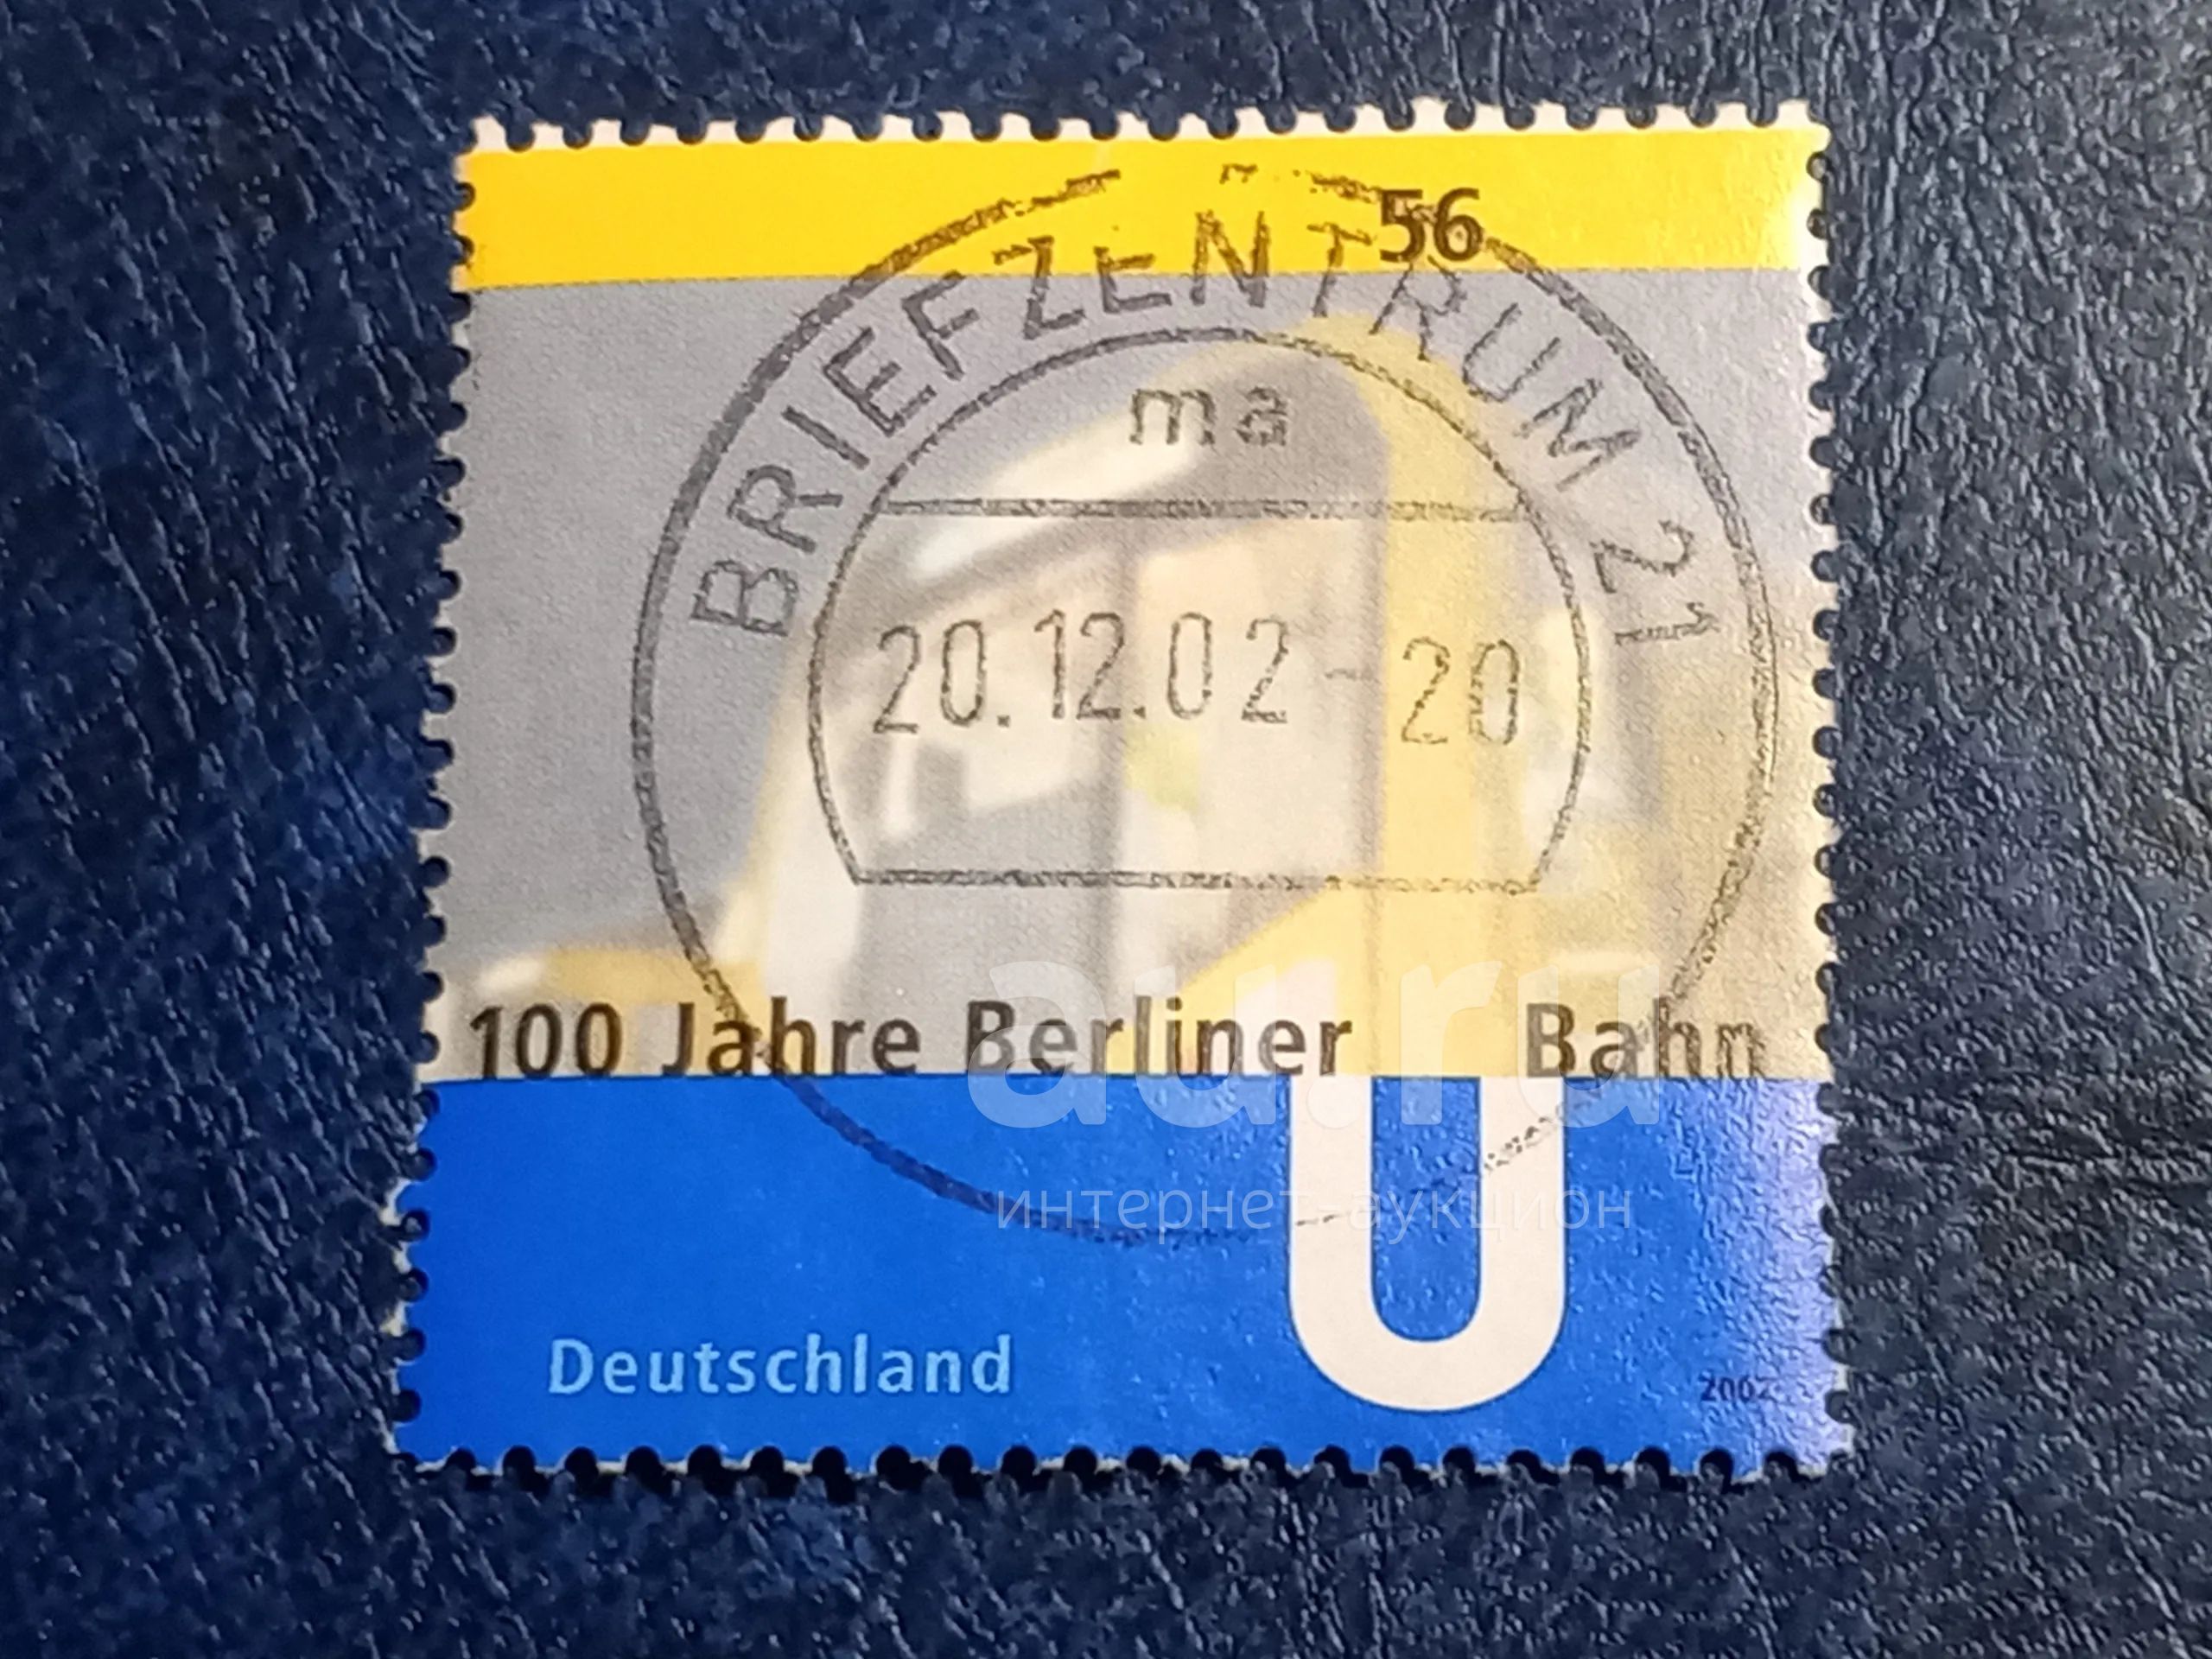 56
BRIEFZENTRUM 21
ma
20.12.02-20
100 Jahre Berliner U Bahn
Deutschland
2002
au.ru
интернет-аукцион